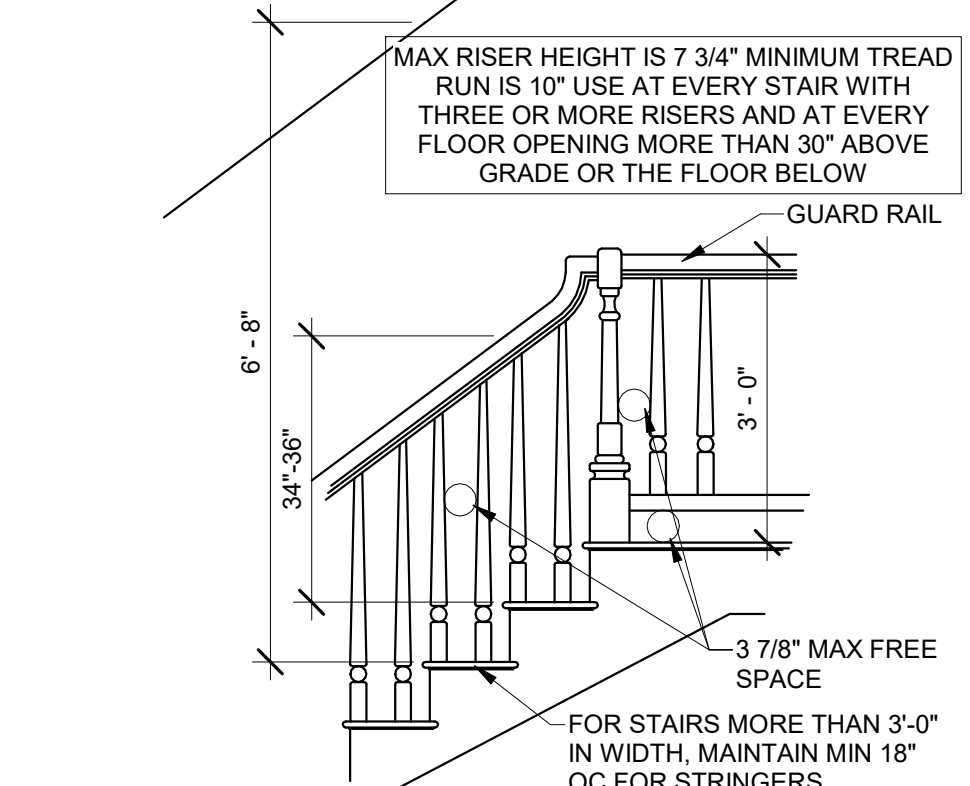 MAX RISER HEIGHT IS 7 3/4" MINIMUM TREAD
RUN IS 10" USE AT EVERY STAIR WITH
THREE OR MORE RISERS AND AT EVERY
FLOOR OPENING MORE THAN 30" ABOVE
GRADE OR THE FLOOR BELOW
GUARD RAIL
6' - 8"
34"-36"
3' - 0"
3 7/8" MAX FREE
SPACE
FOR STAIRS MORE THAN 3'-0"
IN WIDTH, MAINTAIN MIN 18"
OC FOR STRINGERS